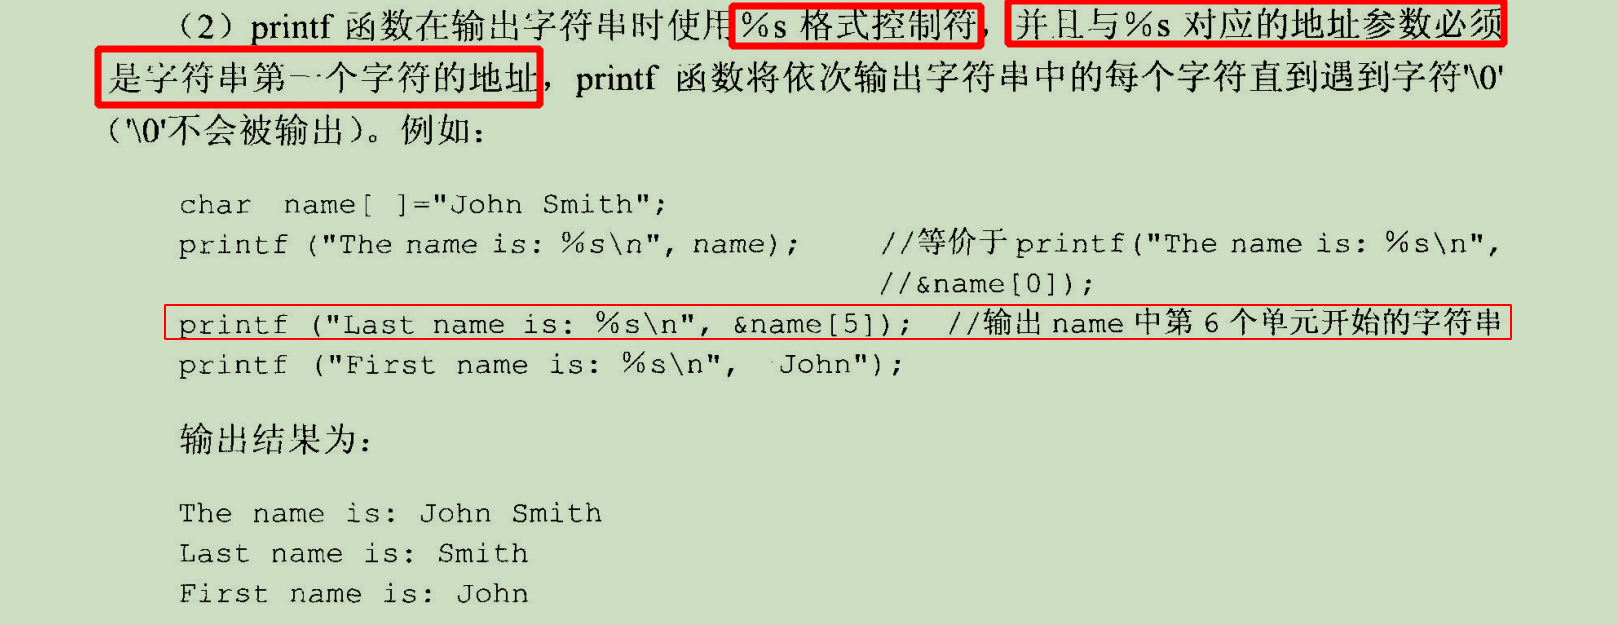 （2）printf 函数在输出字符串时使用%s 格式控制符，并且与%s 对应的地址参数必须
是字符串第一个字符的地址，printf 函数将依次输出字符串中的每个字符直到遇到字符'\0'
（'\0'不会被输出）。例如：
char name[ ]="John Smith";
printf ("The name is: %s\n", name); //等价于printf("The name is: %s\n",
//&name[0]);
printf ("Last name is: %s\n", &name[5]); //输出 name 中第 6 个单元开始的字符串
printf ("First name is: %s\n", John");
输出结果为：
The name is: John Smith
Last name is: Smith
First name is: John